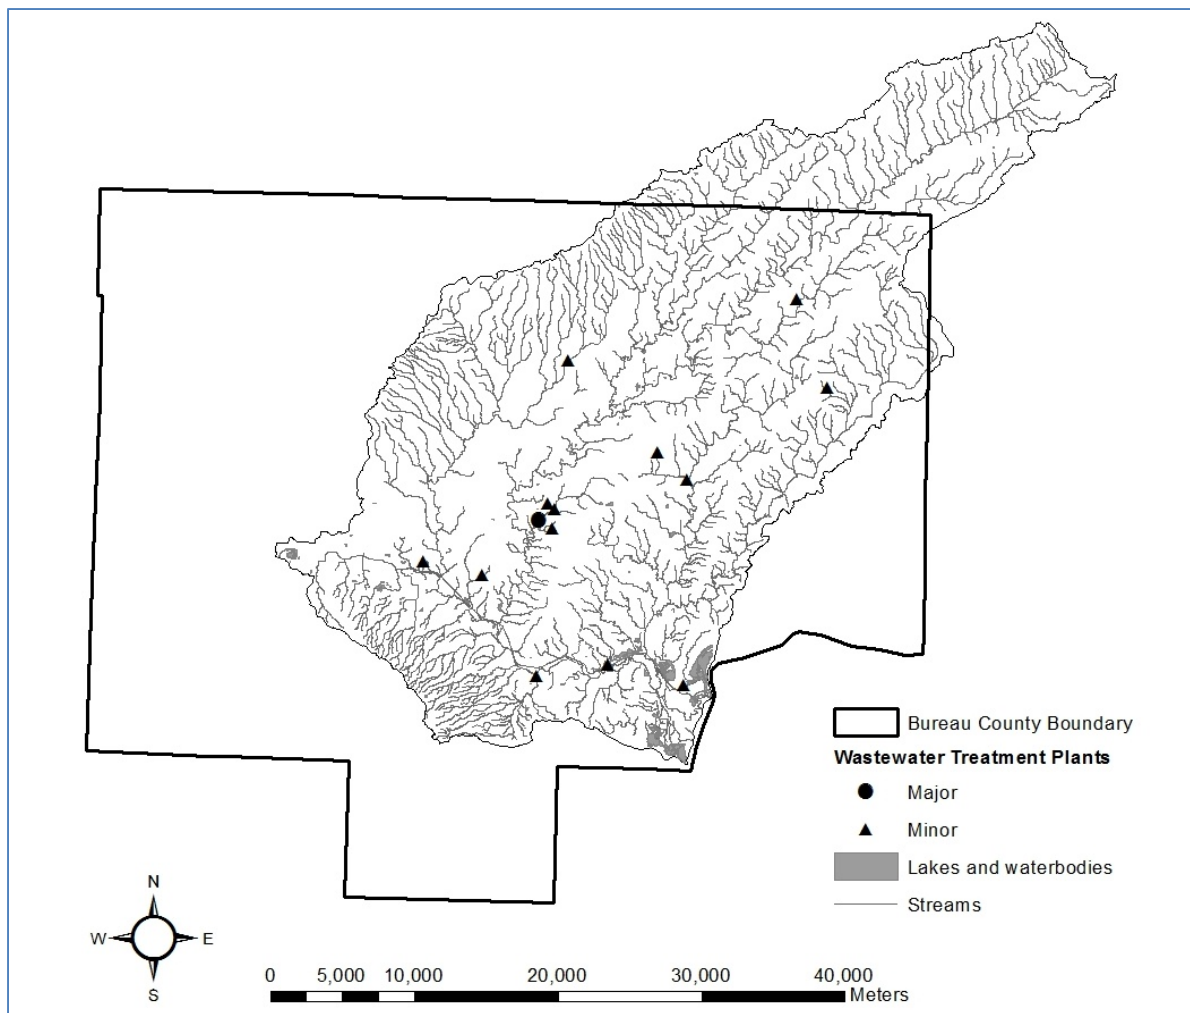 Bureau County Boundary
Wastewater Treatment Plants
Major
Minor
Lakes and waterbodies
Streams
N
W E
S
0 5,000 10,000 20,000 30,000 40,000
Meters